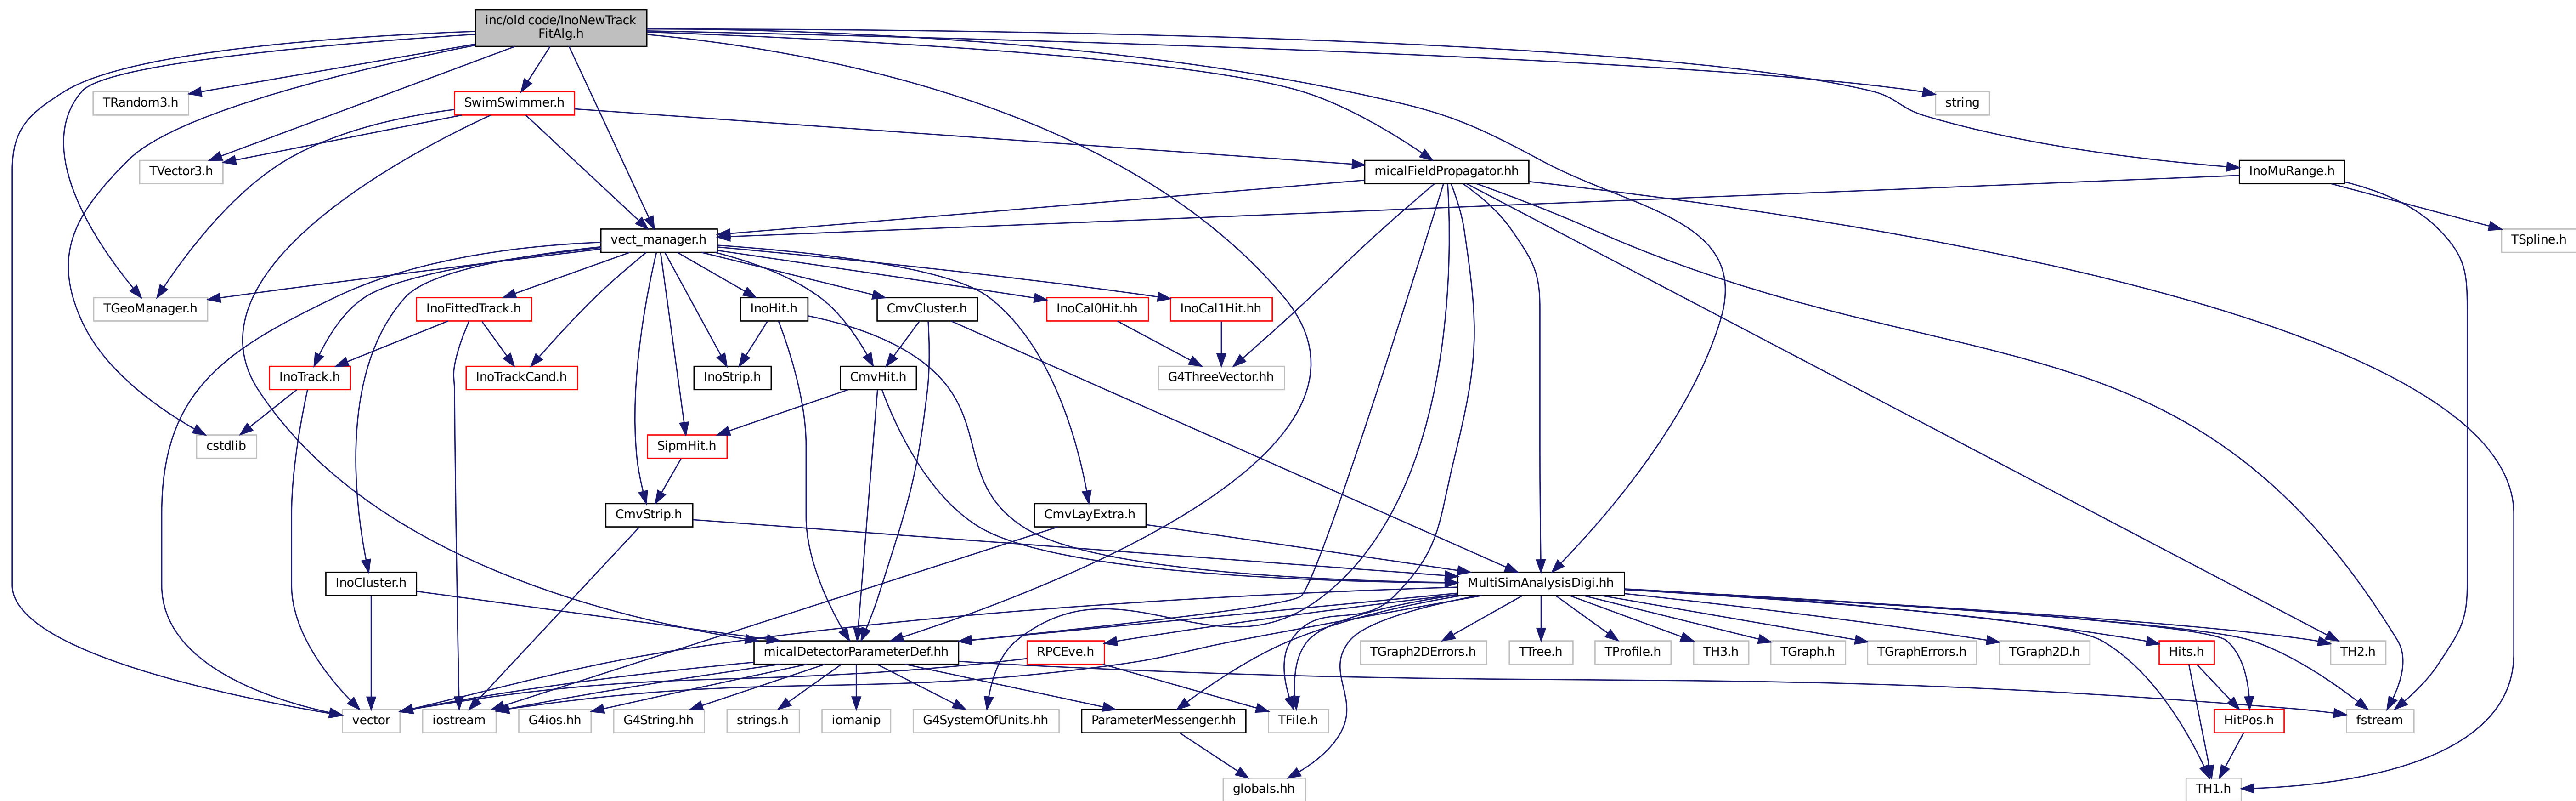 inc/old code/InoNewTrack
FitAlg.h
TRandom3.h
SwimSwimmer.h
string
TVector3.h
micalFieldPropagator.hh
InoMuRange.h
vect_manager.h
TSpline.h
TGeoManager.h
InoFittedTrack.h
InoHit.h
CmvCluster.h
InoCal0Hit.hh
InoCal1Hit.hh
InoTrack.h
InoTrackCand.h
InoStrip.h
CmvHit.h
G4ThreeVector.hh
cstdlib
SipmHit.h
CmvStrip.h
CmvLayExtra.h
InoCluster.h
MultiSimAnalysisDigi.hh
micalDetectorParameterDef.hh
RPCEve.h
TGraph2DErrors.h
TTree.h
TProfile.h
TH3.h
TGraph.h
TGraphErrors.h
TGraph2D.h
Hits.h
TH2.h
vector
iostream
G4ios.hh
G4String.hh
strings.h
iomanip
G4SystemOfUnits.hh
ParameterMessenger.hh
TFile.h
HitPos.h
fstream
globals.hh
TH1.h